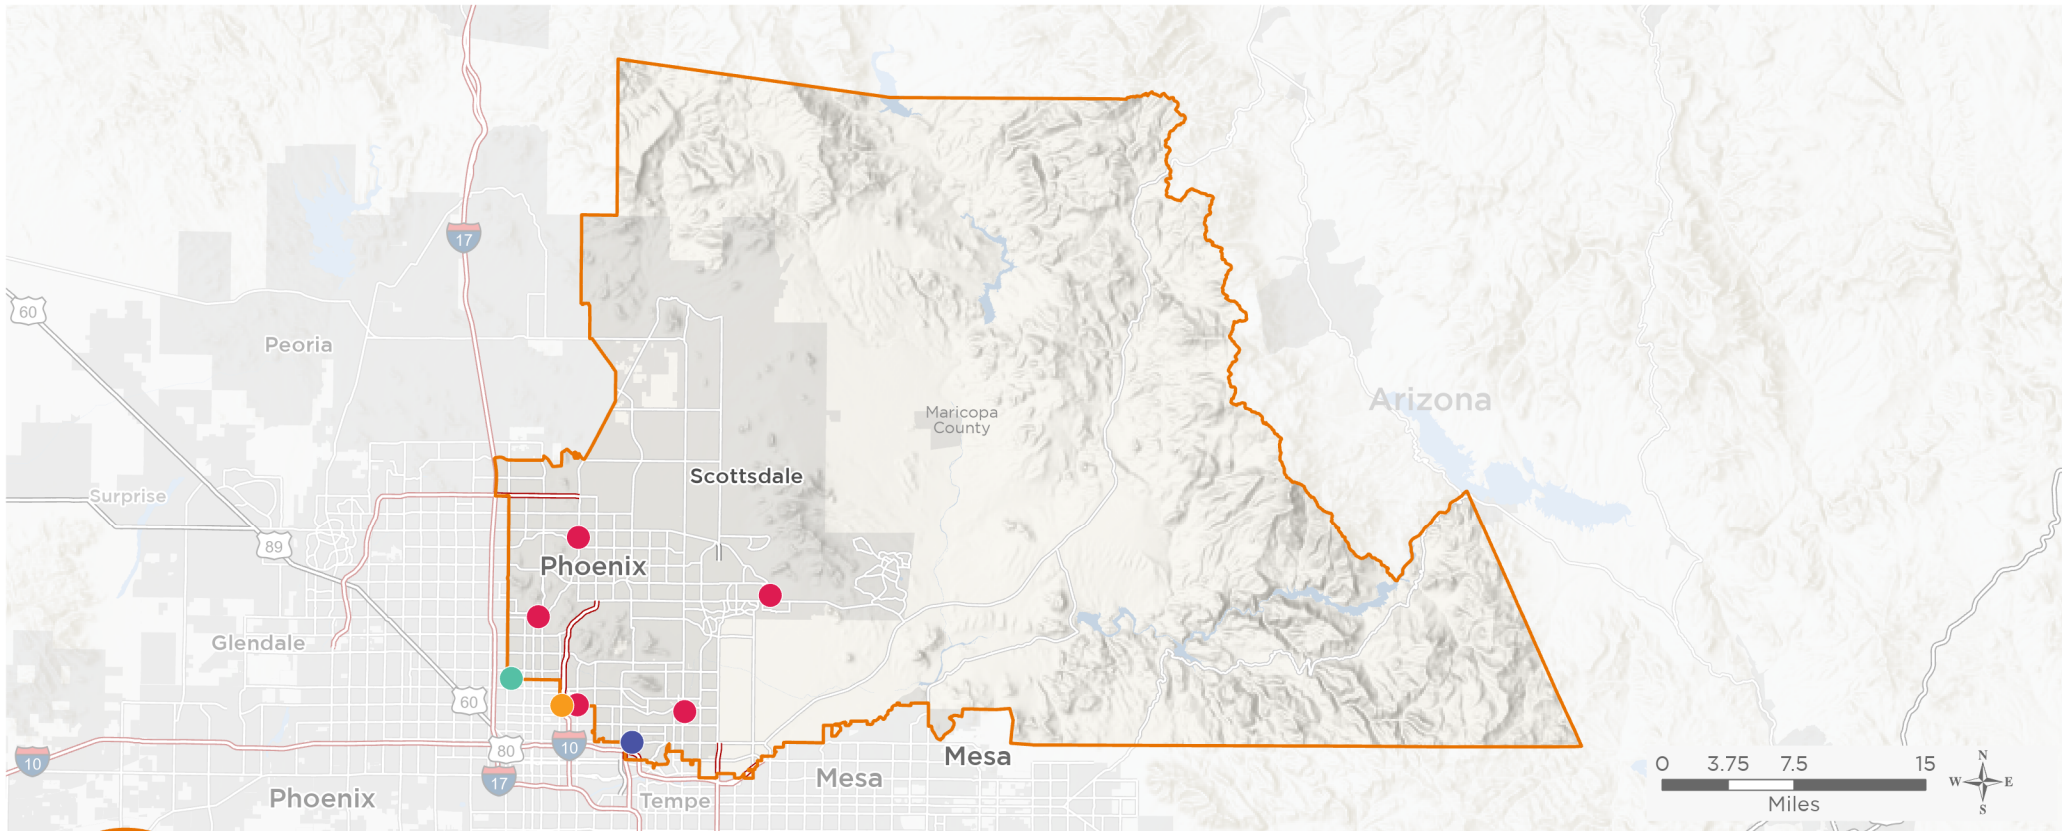 17
60
Peoria
Arizona
Maricopa
County
Scottsdale
Surprise
89
Phoenix
Glendale
60
80
10
10
17
Mesa
Mesa
Phoenix
Tempe
0 3.75 7.5 15
Miles
N
W E
S